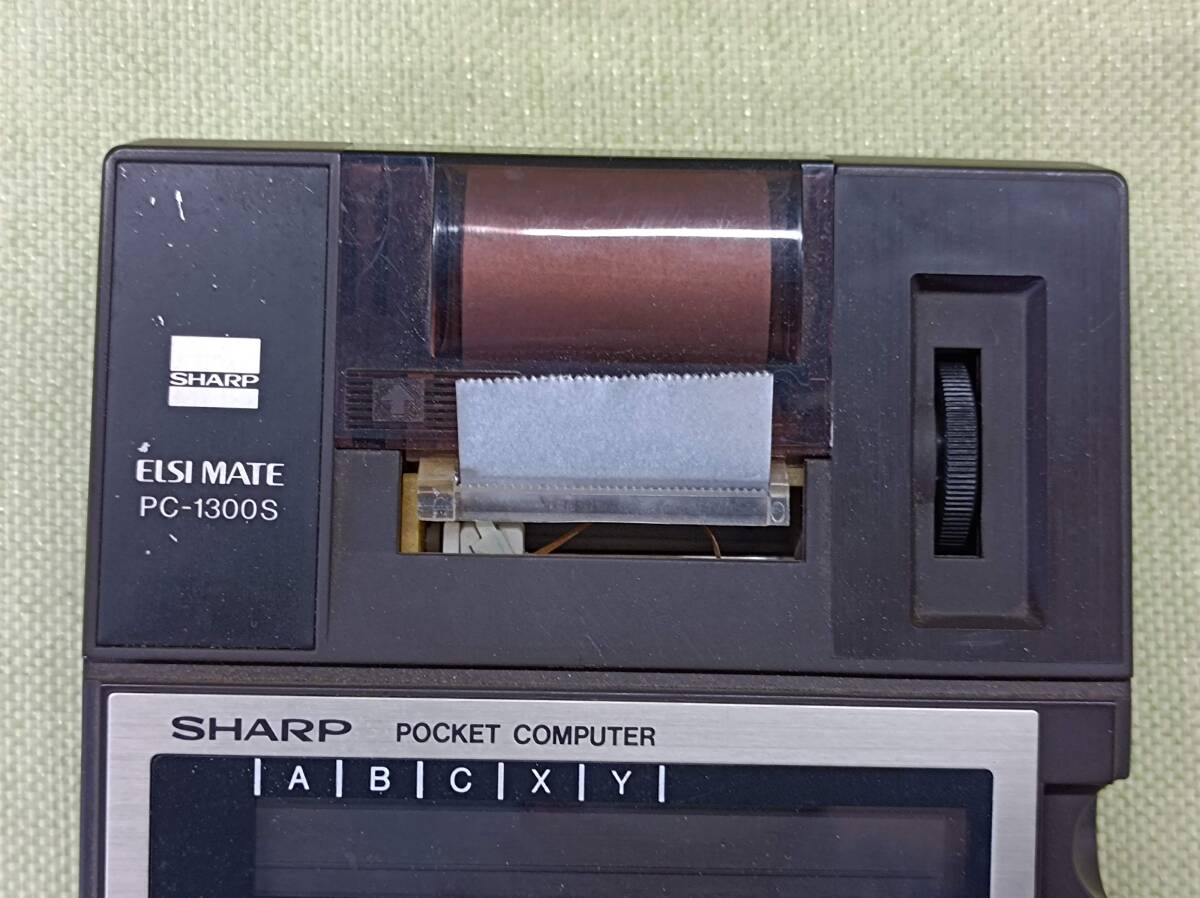 SHARP
ELSI MATE
PC-1300S
SHARP POCKET COMPUTER
A B C X Y